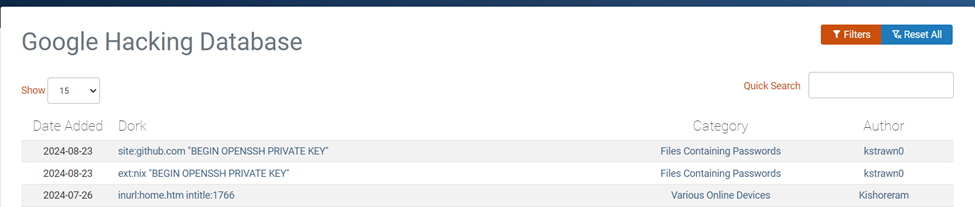 Google Hacking Database
Filters
Reset All
Show 15
Quick Search
Date Added Dork Category Author
2024-08-23 site:github.com "BEGIN OPENSSH PRIVATE KEY" Files Containing Passwords kstrawn0
2024-08-23 ext:nix "BEGIN OPENSSH PRIVATE KEY" Files Containing Passwords kstrawn0
2024-07-26 inurl:home.htm intitle:1766 Various Online Devices Kishoreram